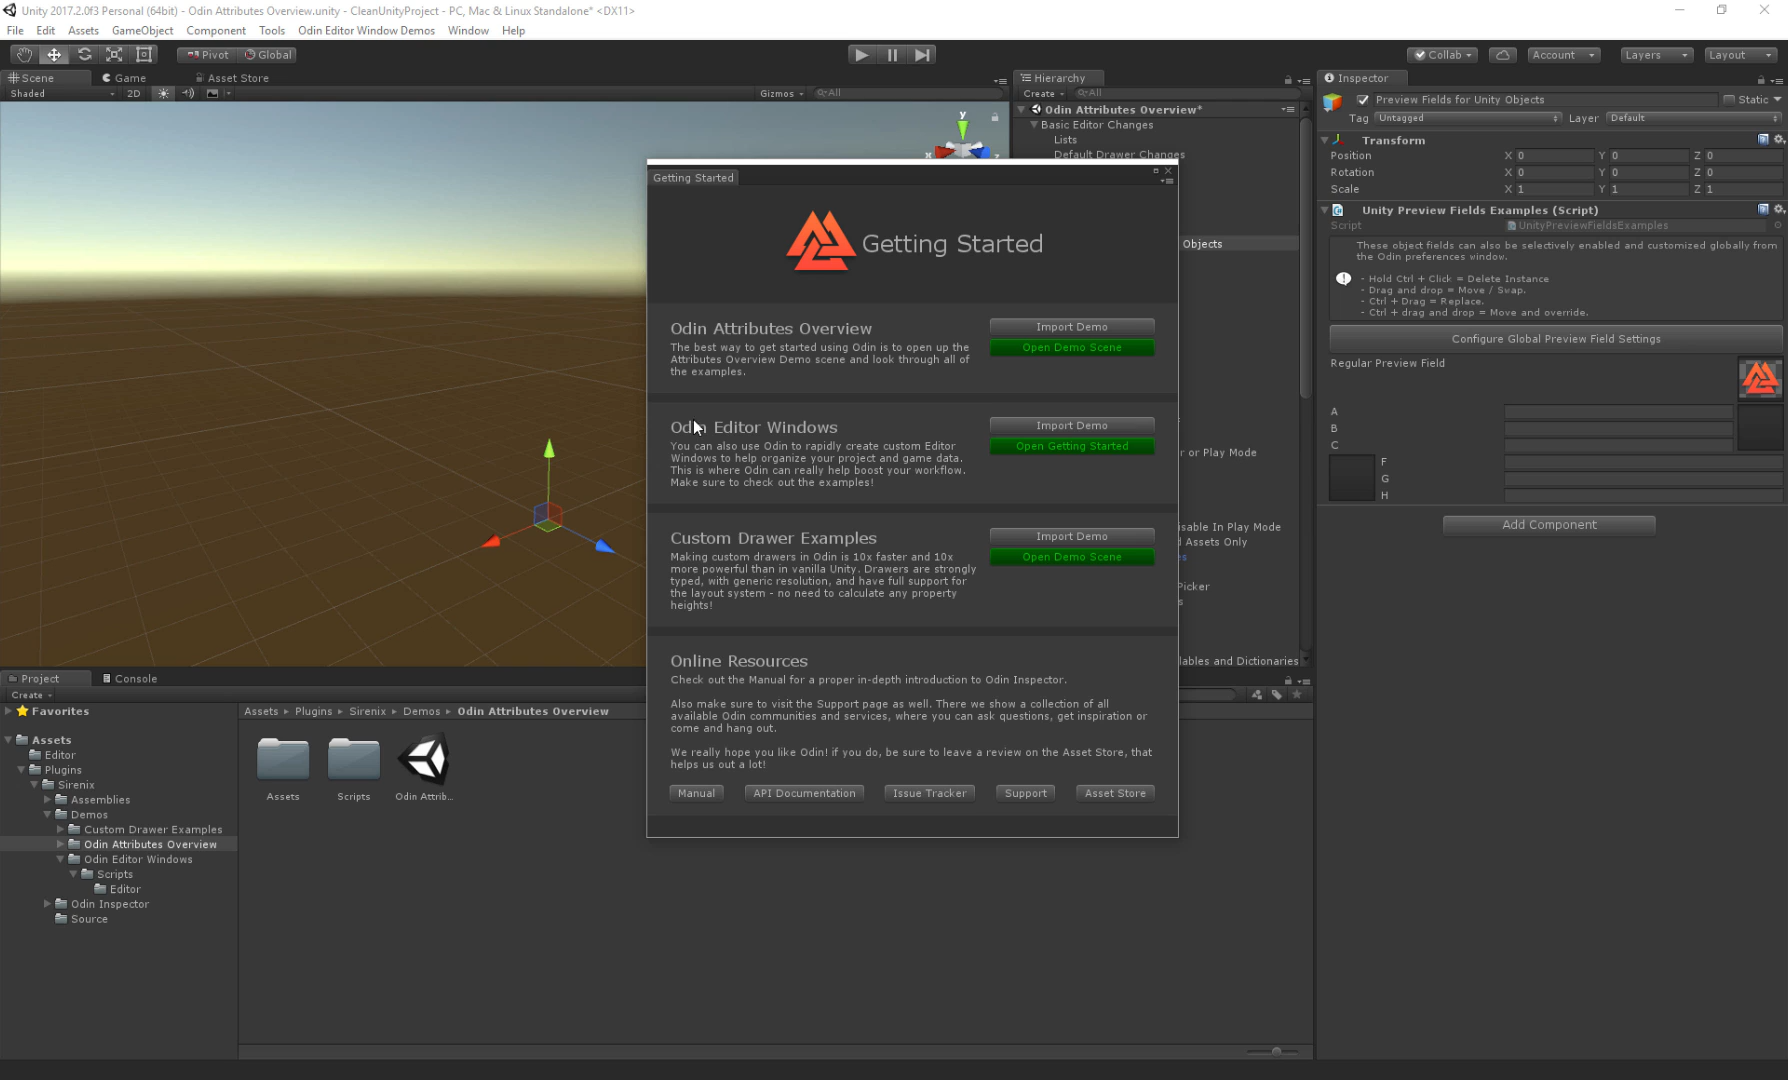 Unity 2017.2.0f3 Personal (64bit) - Odin Attributes Overview.unity - CleanUnityProject - PC, Mac & Linux Standalone* <DX11>
File Edit Assets GameObject Component Tools Odin Editor Window Demos Window Help
Pivot Global
Collab Account Layers Layout
Scene Game Asset Store
Shaded 2D Gizmos All
y
x z
Hierarchy
Create All
Odin Attributes Overview*
Basic Editor Changes
Lists
Default Drawer Changes
Objects
r or Play Mode
isable In Play Mode
d Assets Only
es
Picker
s
lables and Dictionaries
Inspector
Preview Fields for Unity Objects Static
Tag Untagged Layer Default
Transform
Position X 0 Y 0 Z 0
Rotation X 0 Y 0 Z 0
Scale X 1 Y 1 Z 1
Unity Preview Fields Examples (Script)
Script UnityPreviewFieldsExamples
These object fields can also be selectively enabled and customized globally from
the Odin preferences window.
- Hold Ctrl + Click = Delete Instance
- Drag and drop = Move / Swap.
- Ctrl + Drag = Replace.
- Ctrl + drag and drop = Move and override.
Configure Global Preview Field Settings
Regular Preview Field
A
B
C
F
G
H
Add Component
Getting Started
Getting Started
Odin Attributes Overview
The best way to get started using Odin is to open up the
Attributes Overview Demo scene and look through all of
the examples.
Import Demo
Open Demo Scene
Odin Editor Windows
You can also use Odin to rapidly create custom Editor
Windows to help organize your project and game data.
This is where Odin can really help boost your workflow.
Make sure to check out the examples!
Import Demo
Open Getting Started
Custom Drawer Examples
Making custom drawers in Odin is 10x faster and 10x
more powerful than in vanilla Unity. Drawers are strongly
typed, with generic resolution, and have full support for
the layout system - no need to calculate any property
heights!
Import Demo
Open Demo Scene
Online Resources
Check out the Manual for a proper in-depth introduction to Odin Inspector.
Also make sure to visit the Support page as well. There we show a collection of all
available Odin communities and services, where you can ask questions, get inspiration or
come and hang out.
We really hope you like Odin! if you do, be sure to leave a review on the Asset Store, that
helps us out a lot!
Manual API Documentation Issue Tracker Support Asset Store
Project Console
Create
Favorites
Assets
Editor
Plugins
Sirenix
Assemblies
Demos
Custom Drawer Examples
Odin Attributes Overview
Odin Editor Windows
Scripts
Editor
Odin Inspector
Source
Assets Plugins Sirenix Demos Odin Attributes Overview
Assets Scripts Odin Attrib...